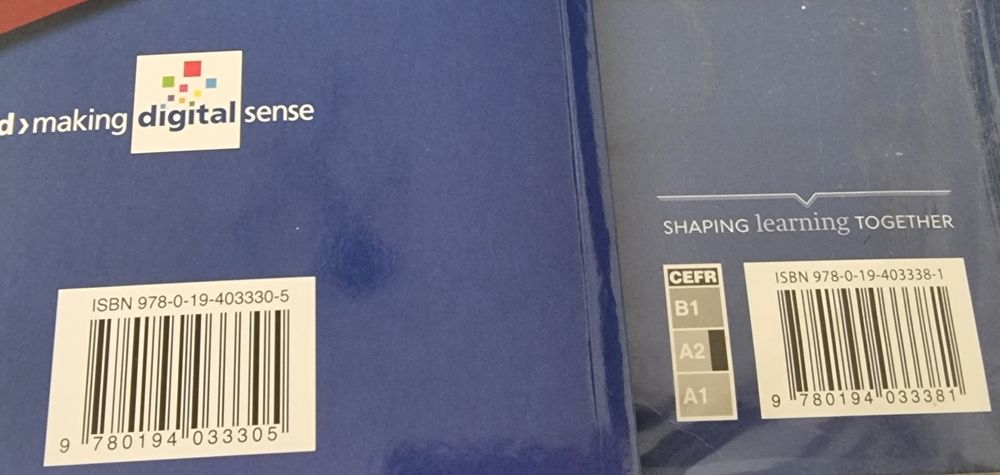 d › making digital sense
ISBN 978-0-19-403330-5
9 780194 033305
SHAPING learning TOGETHER
CEFR
B1
A2
A1
ISBN 978-0-19-403338-1
9 780194 033381